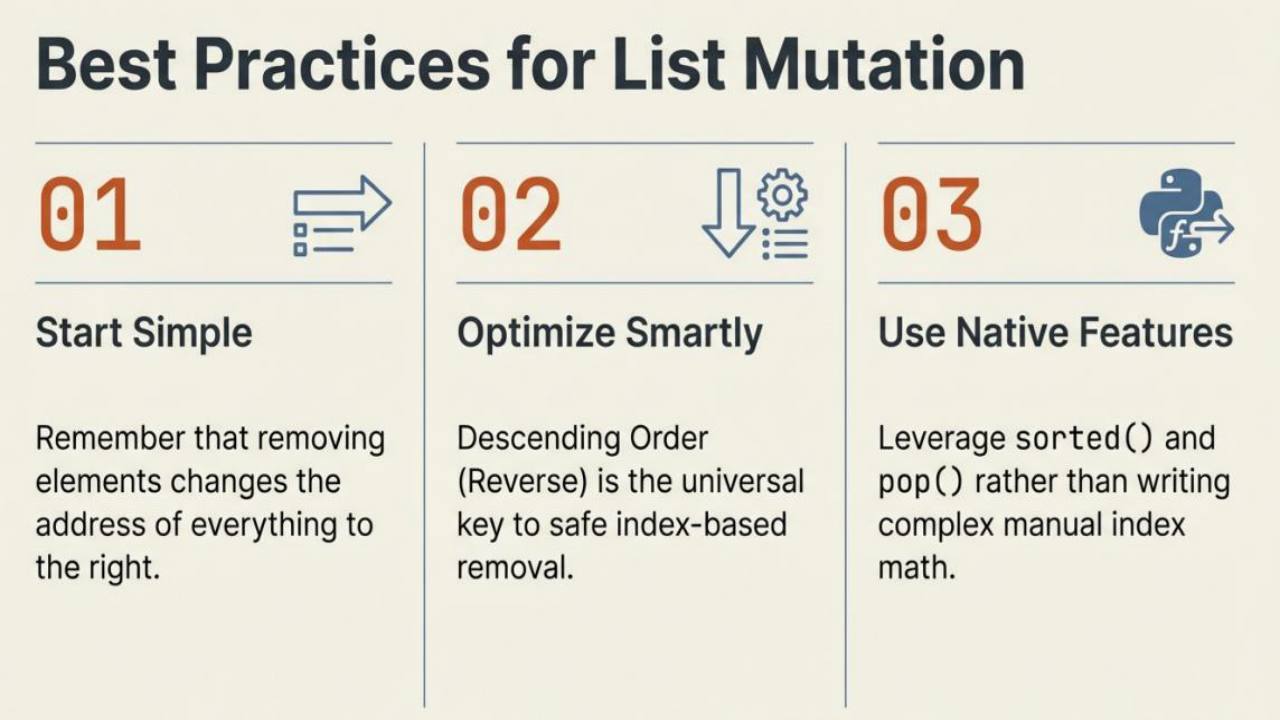 Best Practices for List Mutation
01
Start Simple
Remember that removing
elements changes the
address of everything to
the right.
02
Optimize Smartly
Descending Order
(Reverse) is the universal
key to safe index-based
removal.
03
f
Use Native Features
Leverage sorted() and
pop() rather than writing
complex manual index
math.